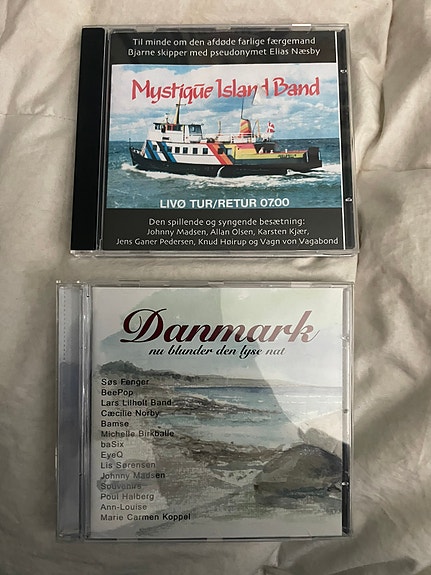 Til minde om den afdøde farlige færgemand
Bjarne skipper med pseudonymet Elias Næsby
Mystique Island Band
LIVØ TUR/RETUR 07.00
Den spillende og syngende besætning:
Johnny Madsen, Allan Olsen, Karsten Kjær,
Jens Ganer Pedersen, Knud Høirup og Vagn von Vagabond
Danmark
nu blunder den lyse nat
Søs Fenger
BeePop
Lars Lilholt Band
Cæcilie Norby
Bamse
Michelle Birkballe
baSix
EyeQ
Lis Sørensen
Johnny Madsen
Souvenirs
Poul Halberg
Ann-Louise
Marie Carmen Koppel